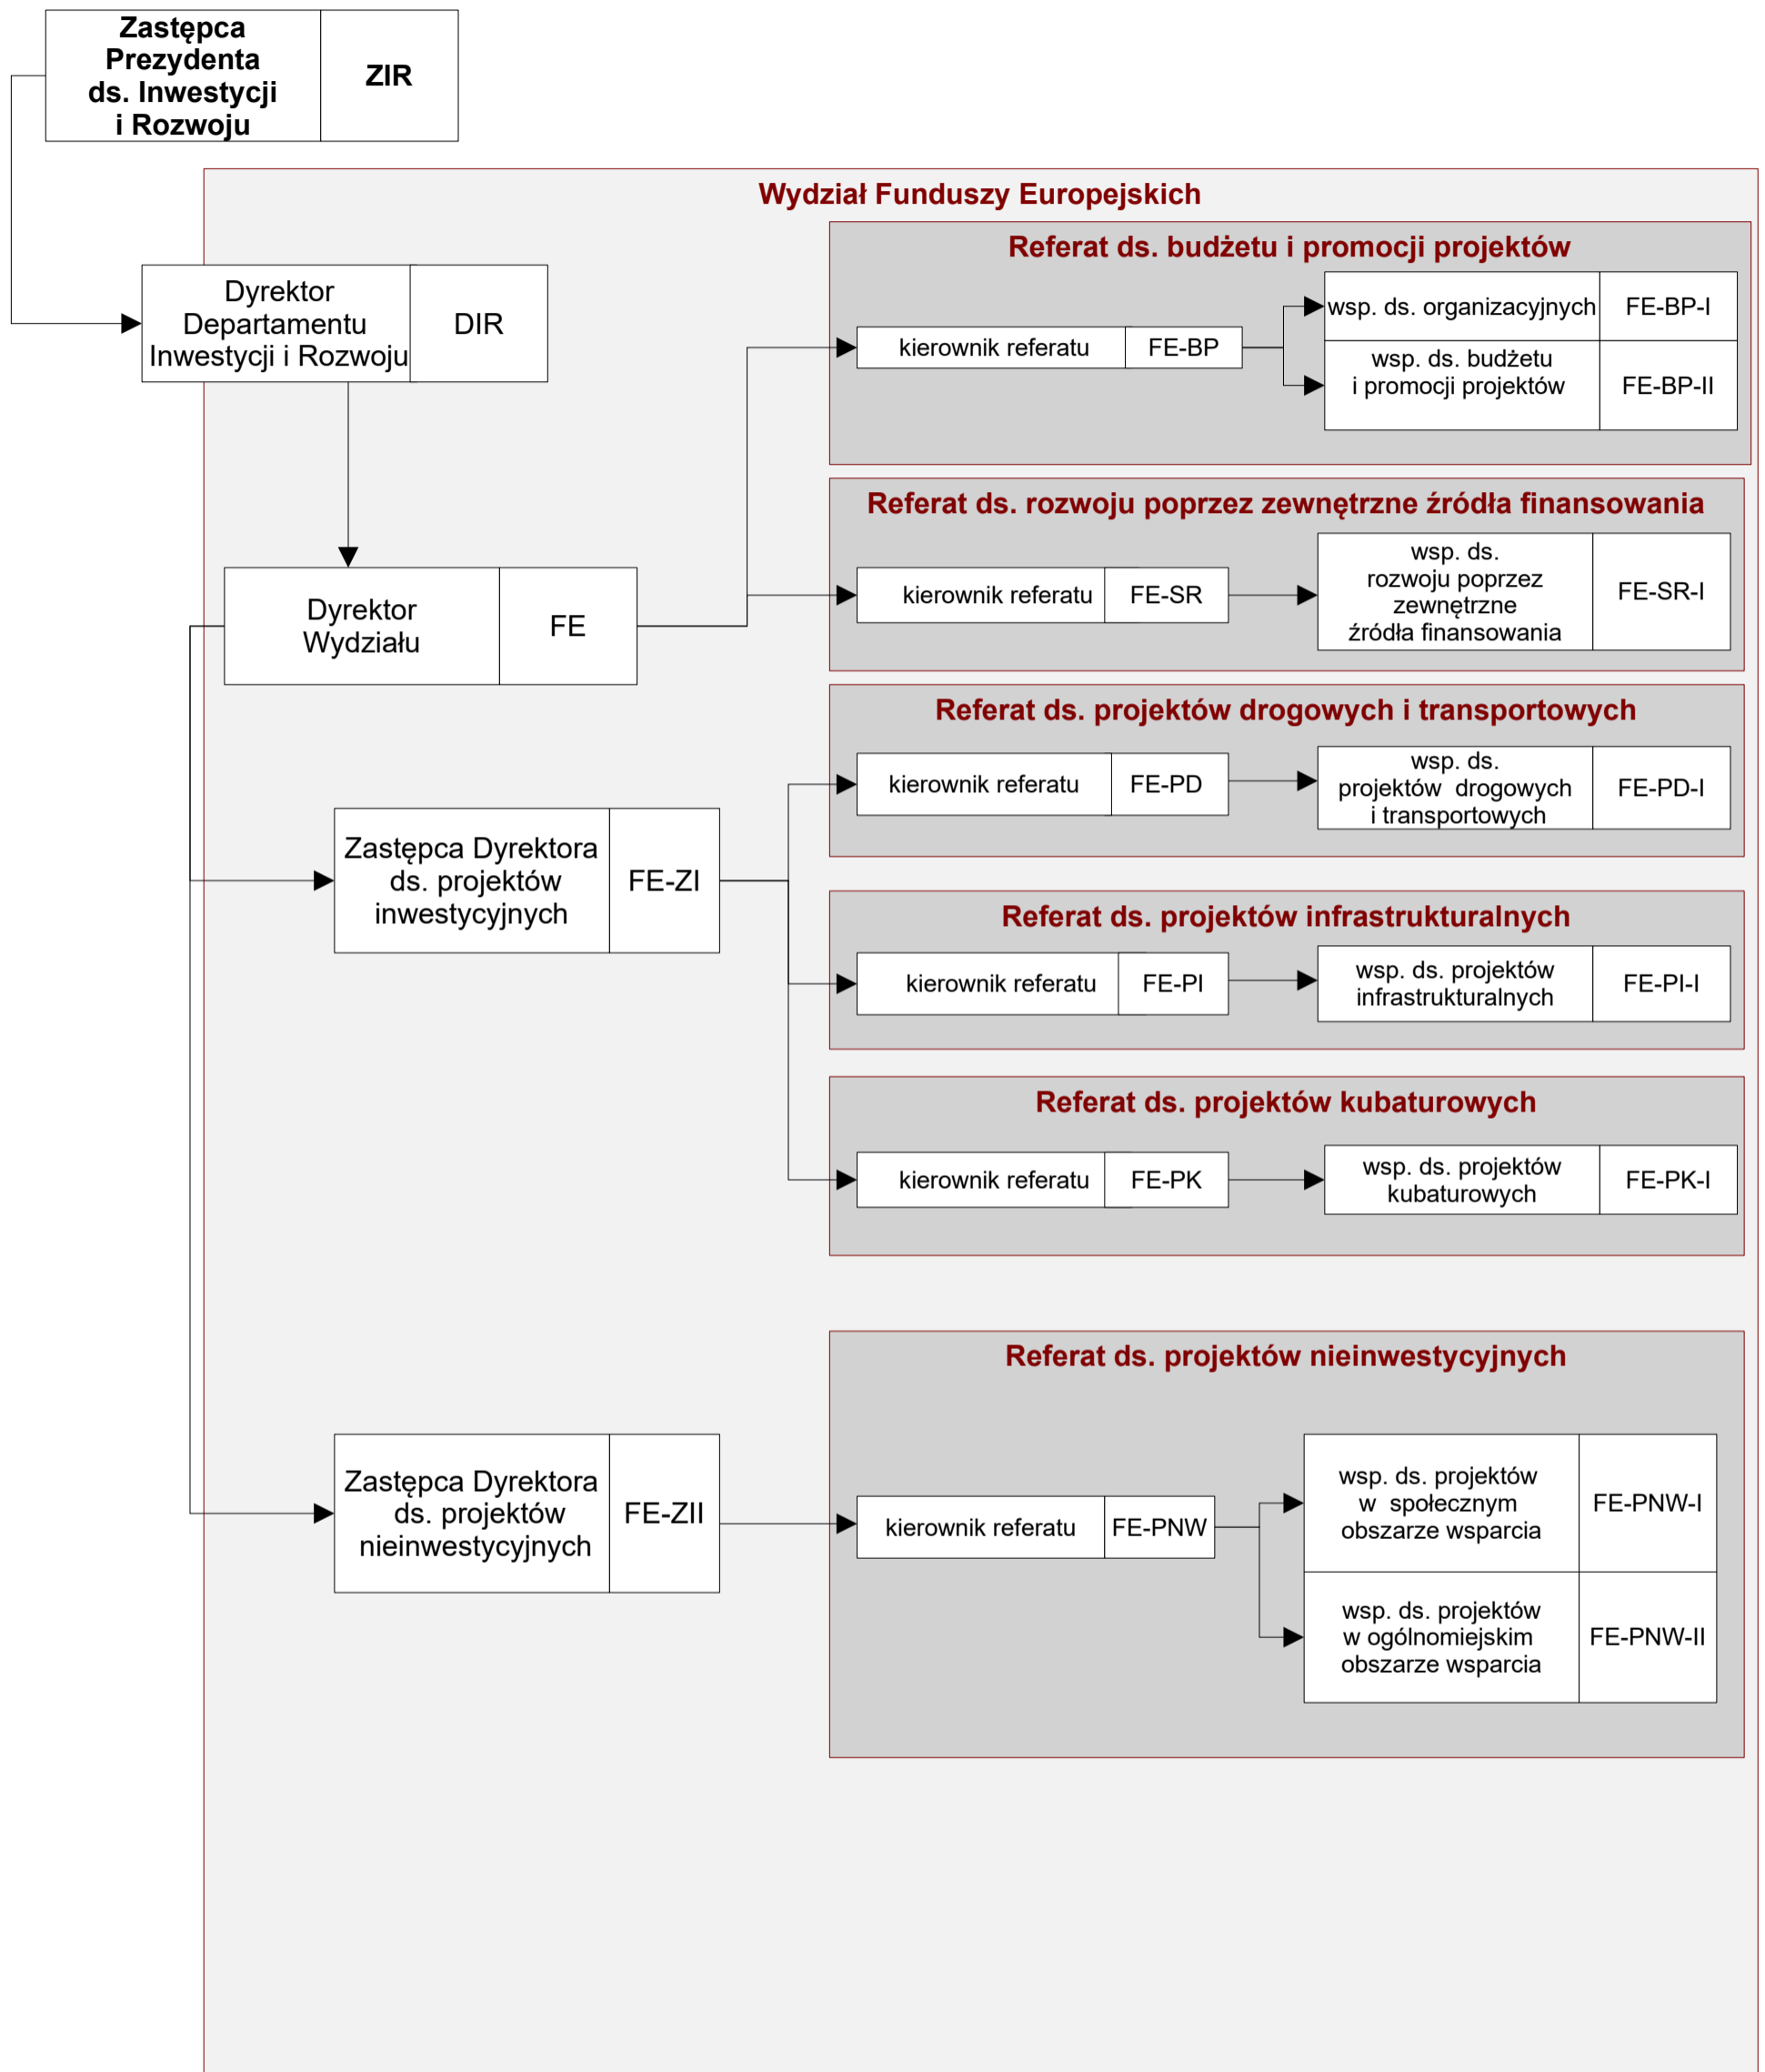 Zastępca
Prezydenta
ds. Inwestycji
i Rozwoju
ZIR
Wydział Funduszy Europejskich
Dyrektor
Departamentu
Inwestycji i Rozwoju
DIR
Referat ds. budżetu i promocji projektów
kierownik referatu
FE-BP
wsp. ds. organizacyjnych
FE-BP-I
wsp. ds. budżetu
i promocji projektów
FE-BP-II
Referat ds. rozwoju poprzez zewnętrzne źródła finansowania
kierownik referatu
FE-SR
wsp. ds.
rozwoju poprzez
zewnętrzne
źródła finansowania
FE-SR-I
Dyrektor
Wydziału
FE
Referat ds. projektów drogowych i transportowych
kierownik referatu
FE-PD
wsp. ds.
projektów drogowych
i transportowych
FE-PD-I
Zastępca Dyrektora
ds. projektów
inwestycyjnych
FE-ZI
Referat ds. projektów infrastrukturalnych
kierownik referatu
FE-PI
wsp. ds. projektów
infrastrukturalnych
FE-PI-I
Referat ds. projektów kubaturowych
kierownik referatu
FE-PK
wsp. ds. projektów
kubaturowych
FE-PK-I
Referat ds. projektów nieinwestycyjnych
Zastępca Dyrektora
ds. projektów
nieinwestycyjnych
FE-ZII
kierownik referatu
FE-PNW
wsp. ds. projektów
w społecznym
obszarze wsparcia
FE-PNW-I
wsp. ds. projektów
w ogólnomiejskim
obszarze wsparcia
FE-PNW-II